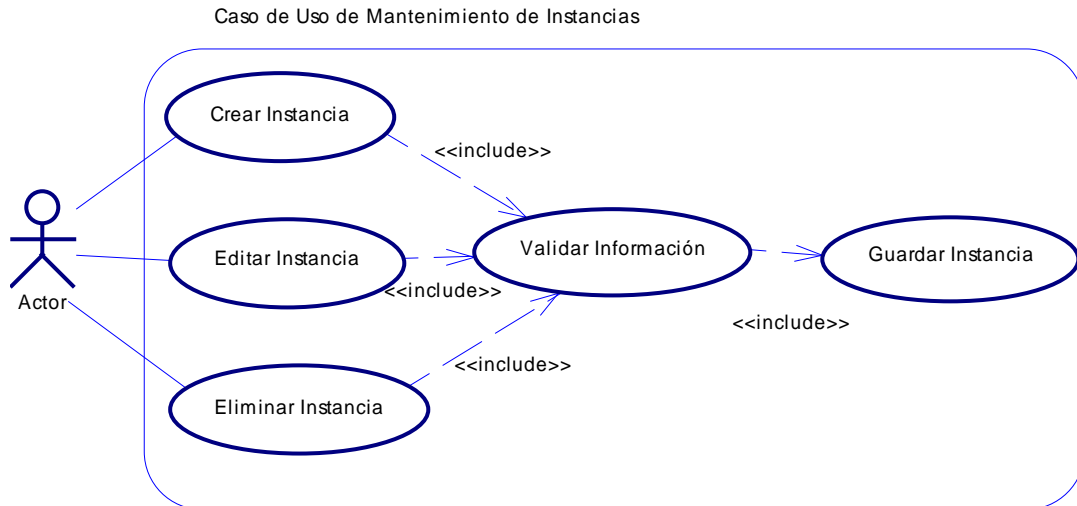 Caso de Uso de Mantenimiento de Instancias
Crear Instancia
<<include>>
Editar Instancia
Validar Información
Guardar Instancia
<<include>>
Actor
<<include>>
<<include>>
Eliminar Instancia